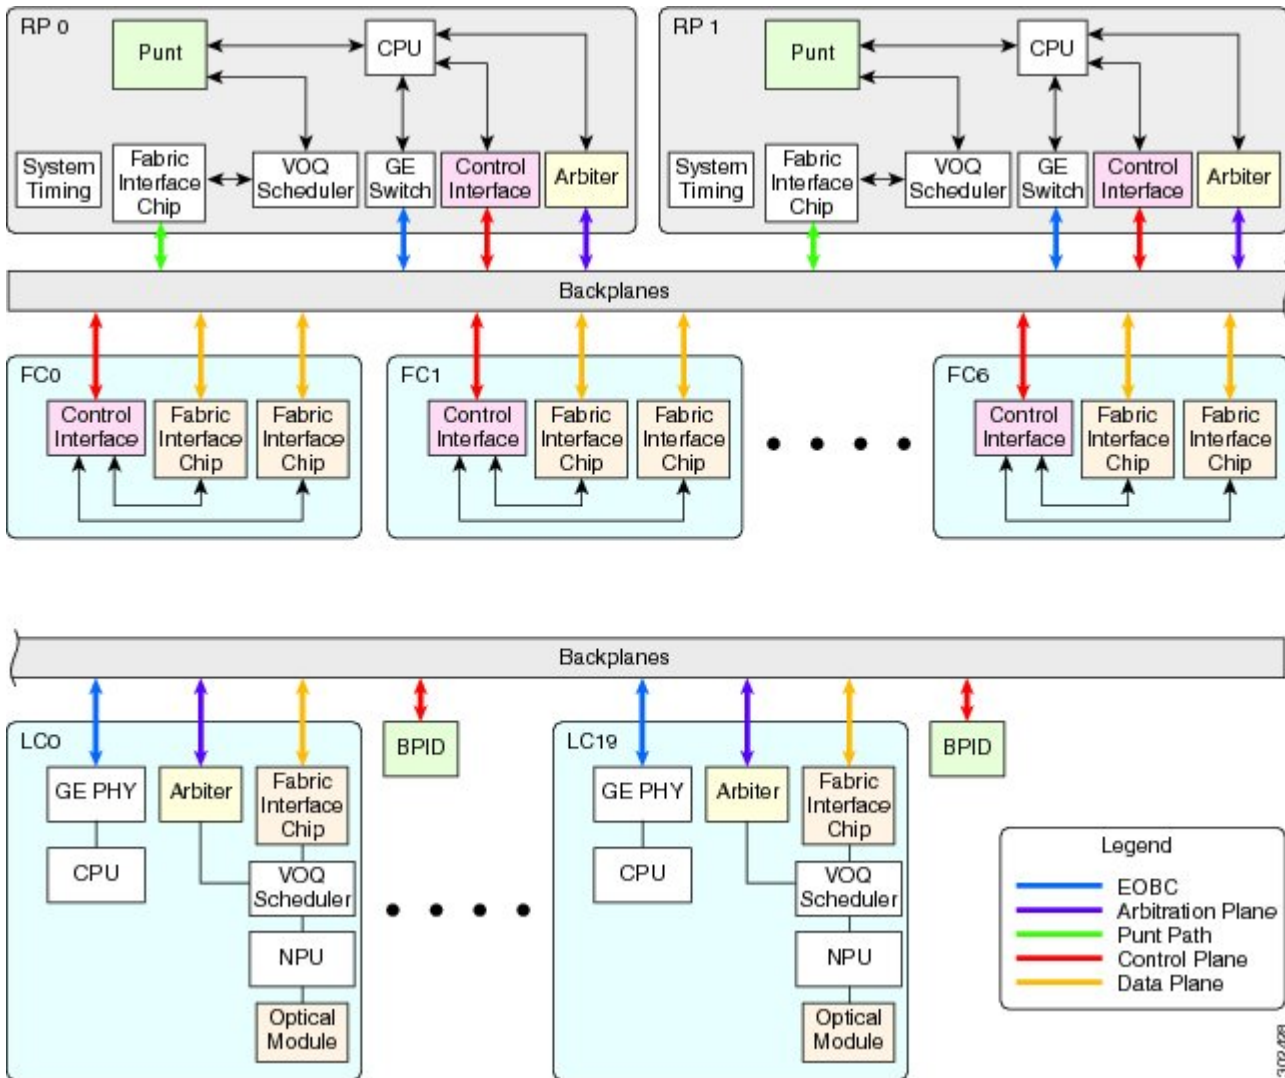 RP 0
Punt
CPU
System
Timing
Fabric
Interface
Chip
VOQ
Scheduler
GE
Switch
Control
Interface
Arbiter
RP 1
Punt
CPU
System
Timing
Fabric
Interface
Chip
VOQ
Scheduler
GE
Switch
Control
Interface
Arbiter
Backplanes
FC0
Control
Interface
Fabric
Interface
Chip
Fabric
Interface
Chip
FC1
Control
Interface
Fabric
Interface
Chip
Fabric
Interface
Chip
FC6
Control
Interface
Fabric
Interface
Chip
Fabric
Interface
Chip
Backplanes
LC0
GE PHY
CPU
Arbiter
Fabric
Interface
Chip
VOQ
Scheduler
NPU
Optical
Module
BPID
LC19
GE PHY
CPU
Arbiter
Fabric
Interface
Chip
VOQ
Scheduler
NPU
Optical
Module
BPID
Legend
EOBC
Arbitration Plane
Punt Path
Control Plane
Data Plane